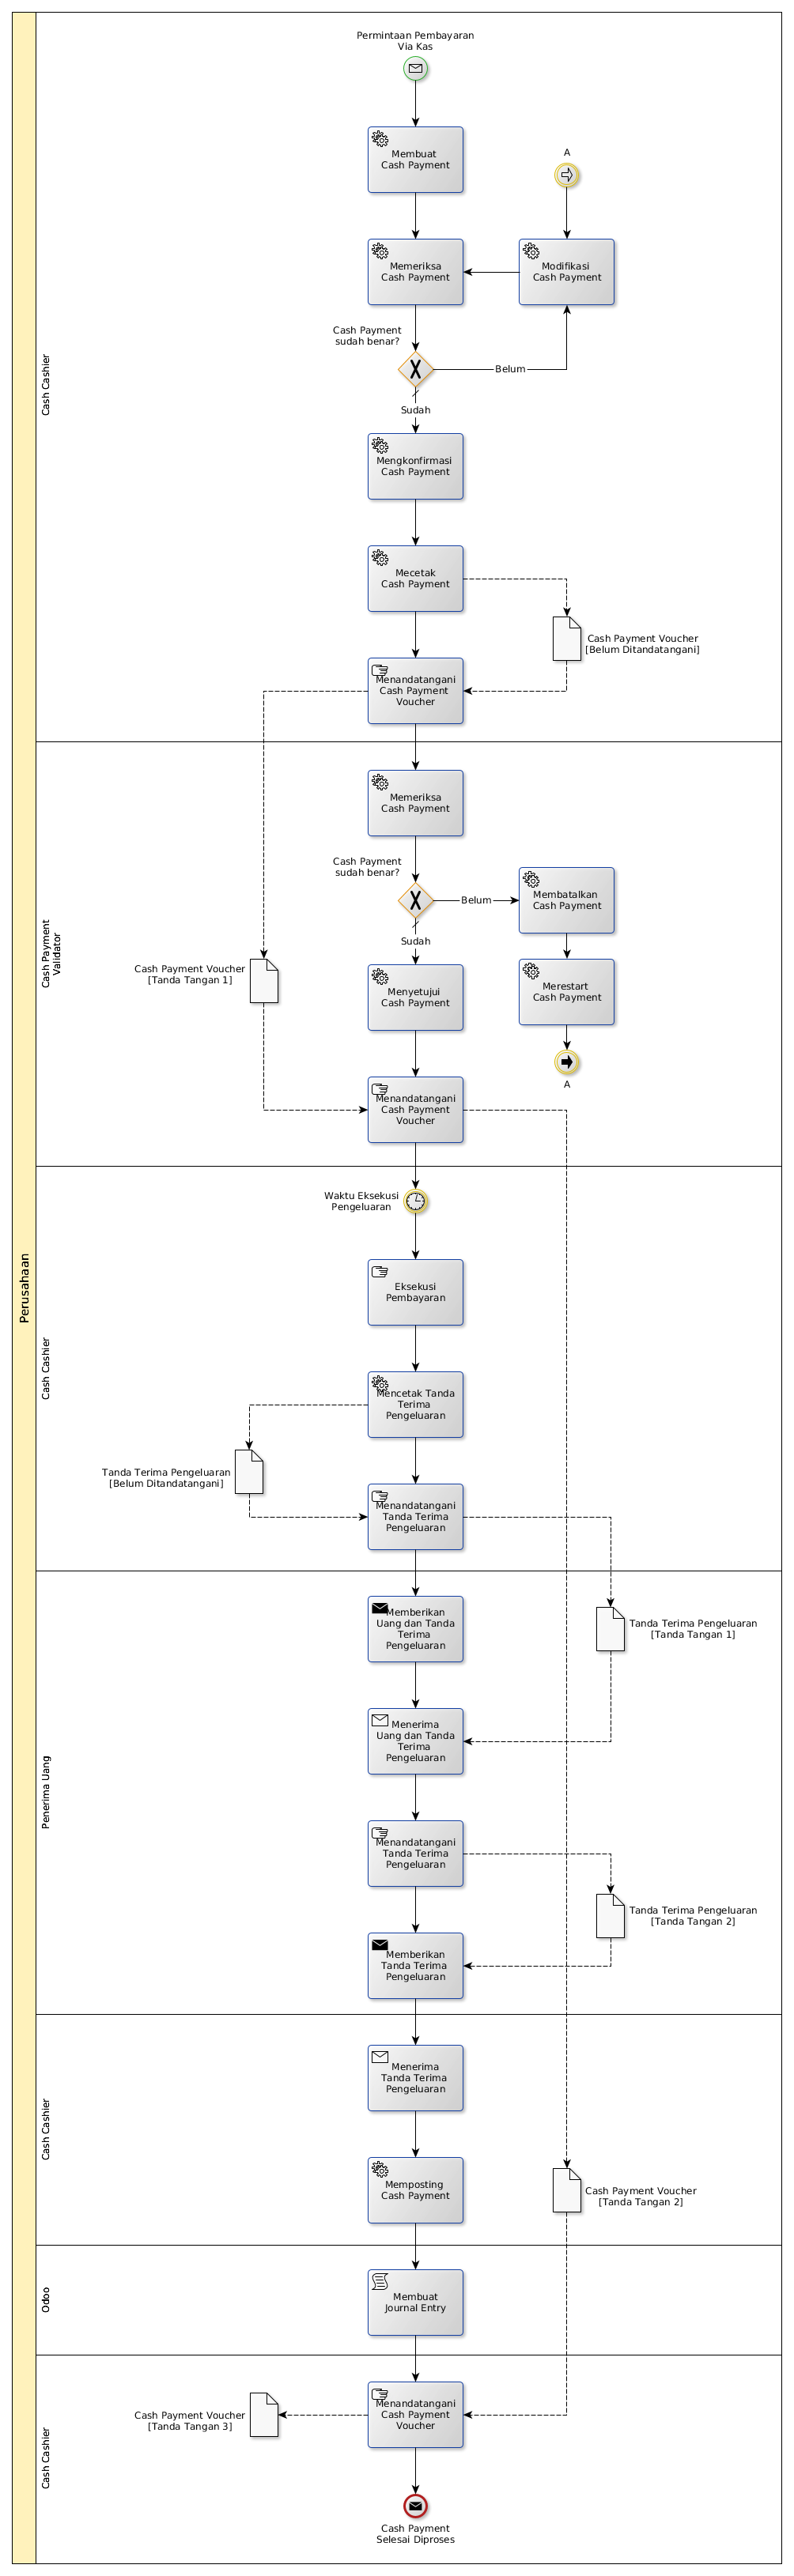 Perusahaan
Cash Cashier
Permintaan Pembayaran
Via Kas
Membuat
Cash Payment
A
Memeriksa
Cash Payment
Modifikasi
Cash Payment
Cash Payment
sudah benar?
Belum
Sudah
Mengkonfirmasi
Cash Payment
Mecetak
Cash Payment
Cash Payment Voucher
[Belum Ditandatangani]
Menandatangani
Cash Payment
Voucher
Cash Payment
Validator
Memeriksa
Cash Payment
Cash Payment
sudah benar?
Belum
Membatalkan
Cash Payment
Sudah
Cash Payment Voucher
[Tanda Tangan 1]
Menyetujui
Cash Payment
Merestart
Cash Payment
A
Menandatangani
Cash Payment
Voucher
Cash Cashier
Waktu Eksekusi
Pengeluaran
Eksekusi
Pembayaran
Mencetak Tanda
Terima
Pengeluaran
Tanda Terima Pengeluaran
[Belum Ditandatangani]
Menandatangani
Tanda Terima
Pengeluaran
Penerima Uang
Memberikan
Uang dan Tanda
Terima
Pengeluaran
Tanda Terima Pengeluaran
[Tanda Tangan 1]
Menerima
Uang dan Tanda
Terima
Pengeluaran
Menandatangani
Tanda Terima
Pengeluaran
Tanda Terima Pengeluaran
[Tanda Tangan 2]
Memberikan
Tanda Terima
Pengeluaran
Cash Cashier
Menerima
Tanda Terima
Pengeluaran
Memposting
Cash Payment
Cash Payment Voucher
[Tanda Tangan 2]
Odoo
Membuat
Journal Entry
Cash Cashier
Menandatangani
Cash Payment
Voucher
Cash Payment Voucher
[Tanda Tangan 3]
Cash Payment
Selesai Diproses